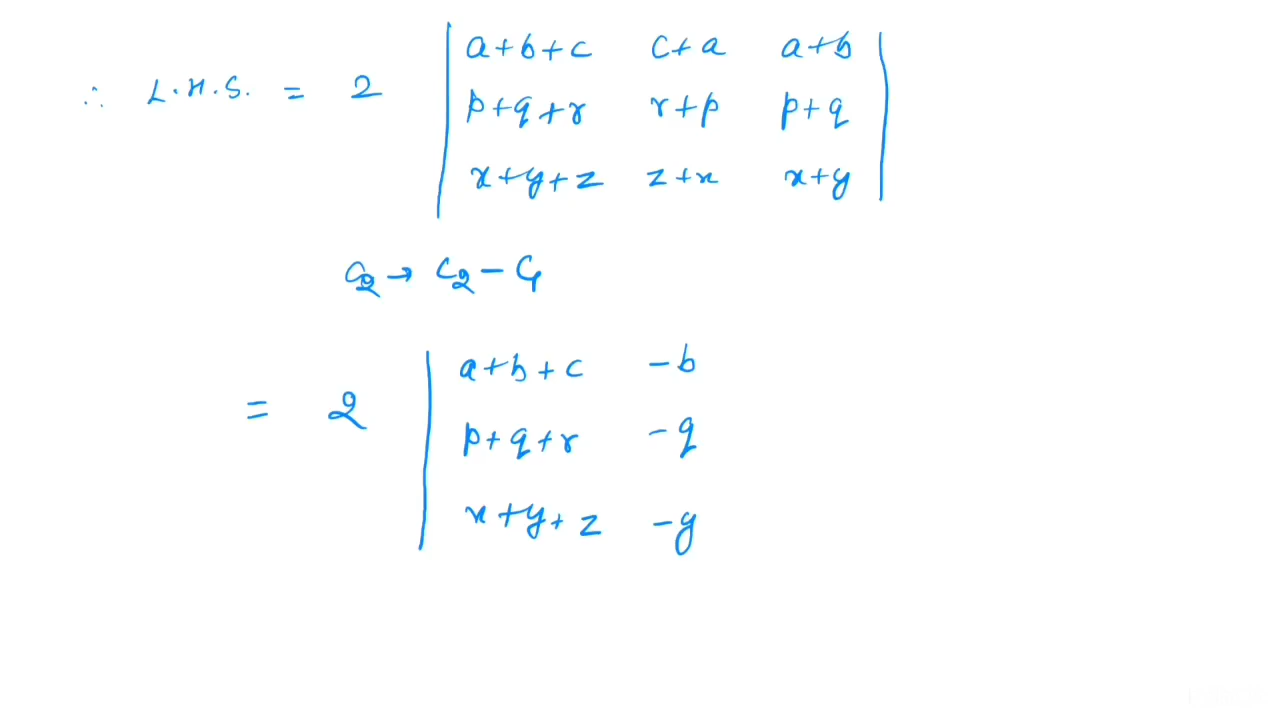 ∴ L.H.S. = 2 | a+b+c c+a a+b |
| p+q+r r+p p+q |
| x+y+z z+x x+y |
C2 → C2 − C1
= 2 | a+b+c −b
| p+q+r −q
| x+y+z −y